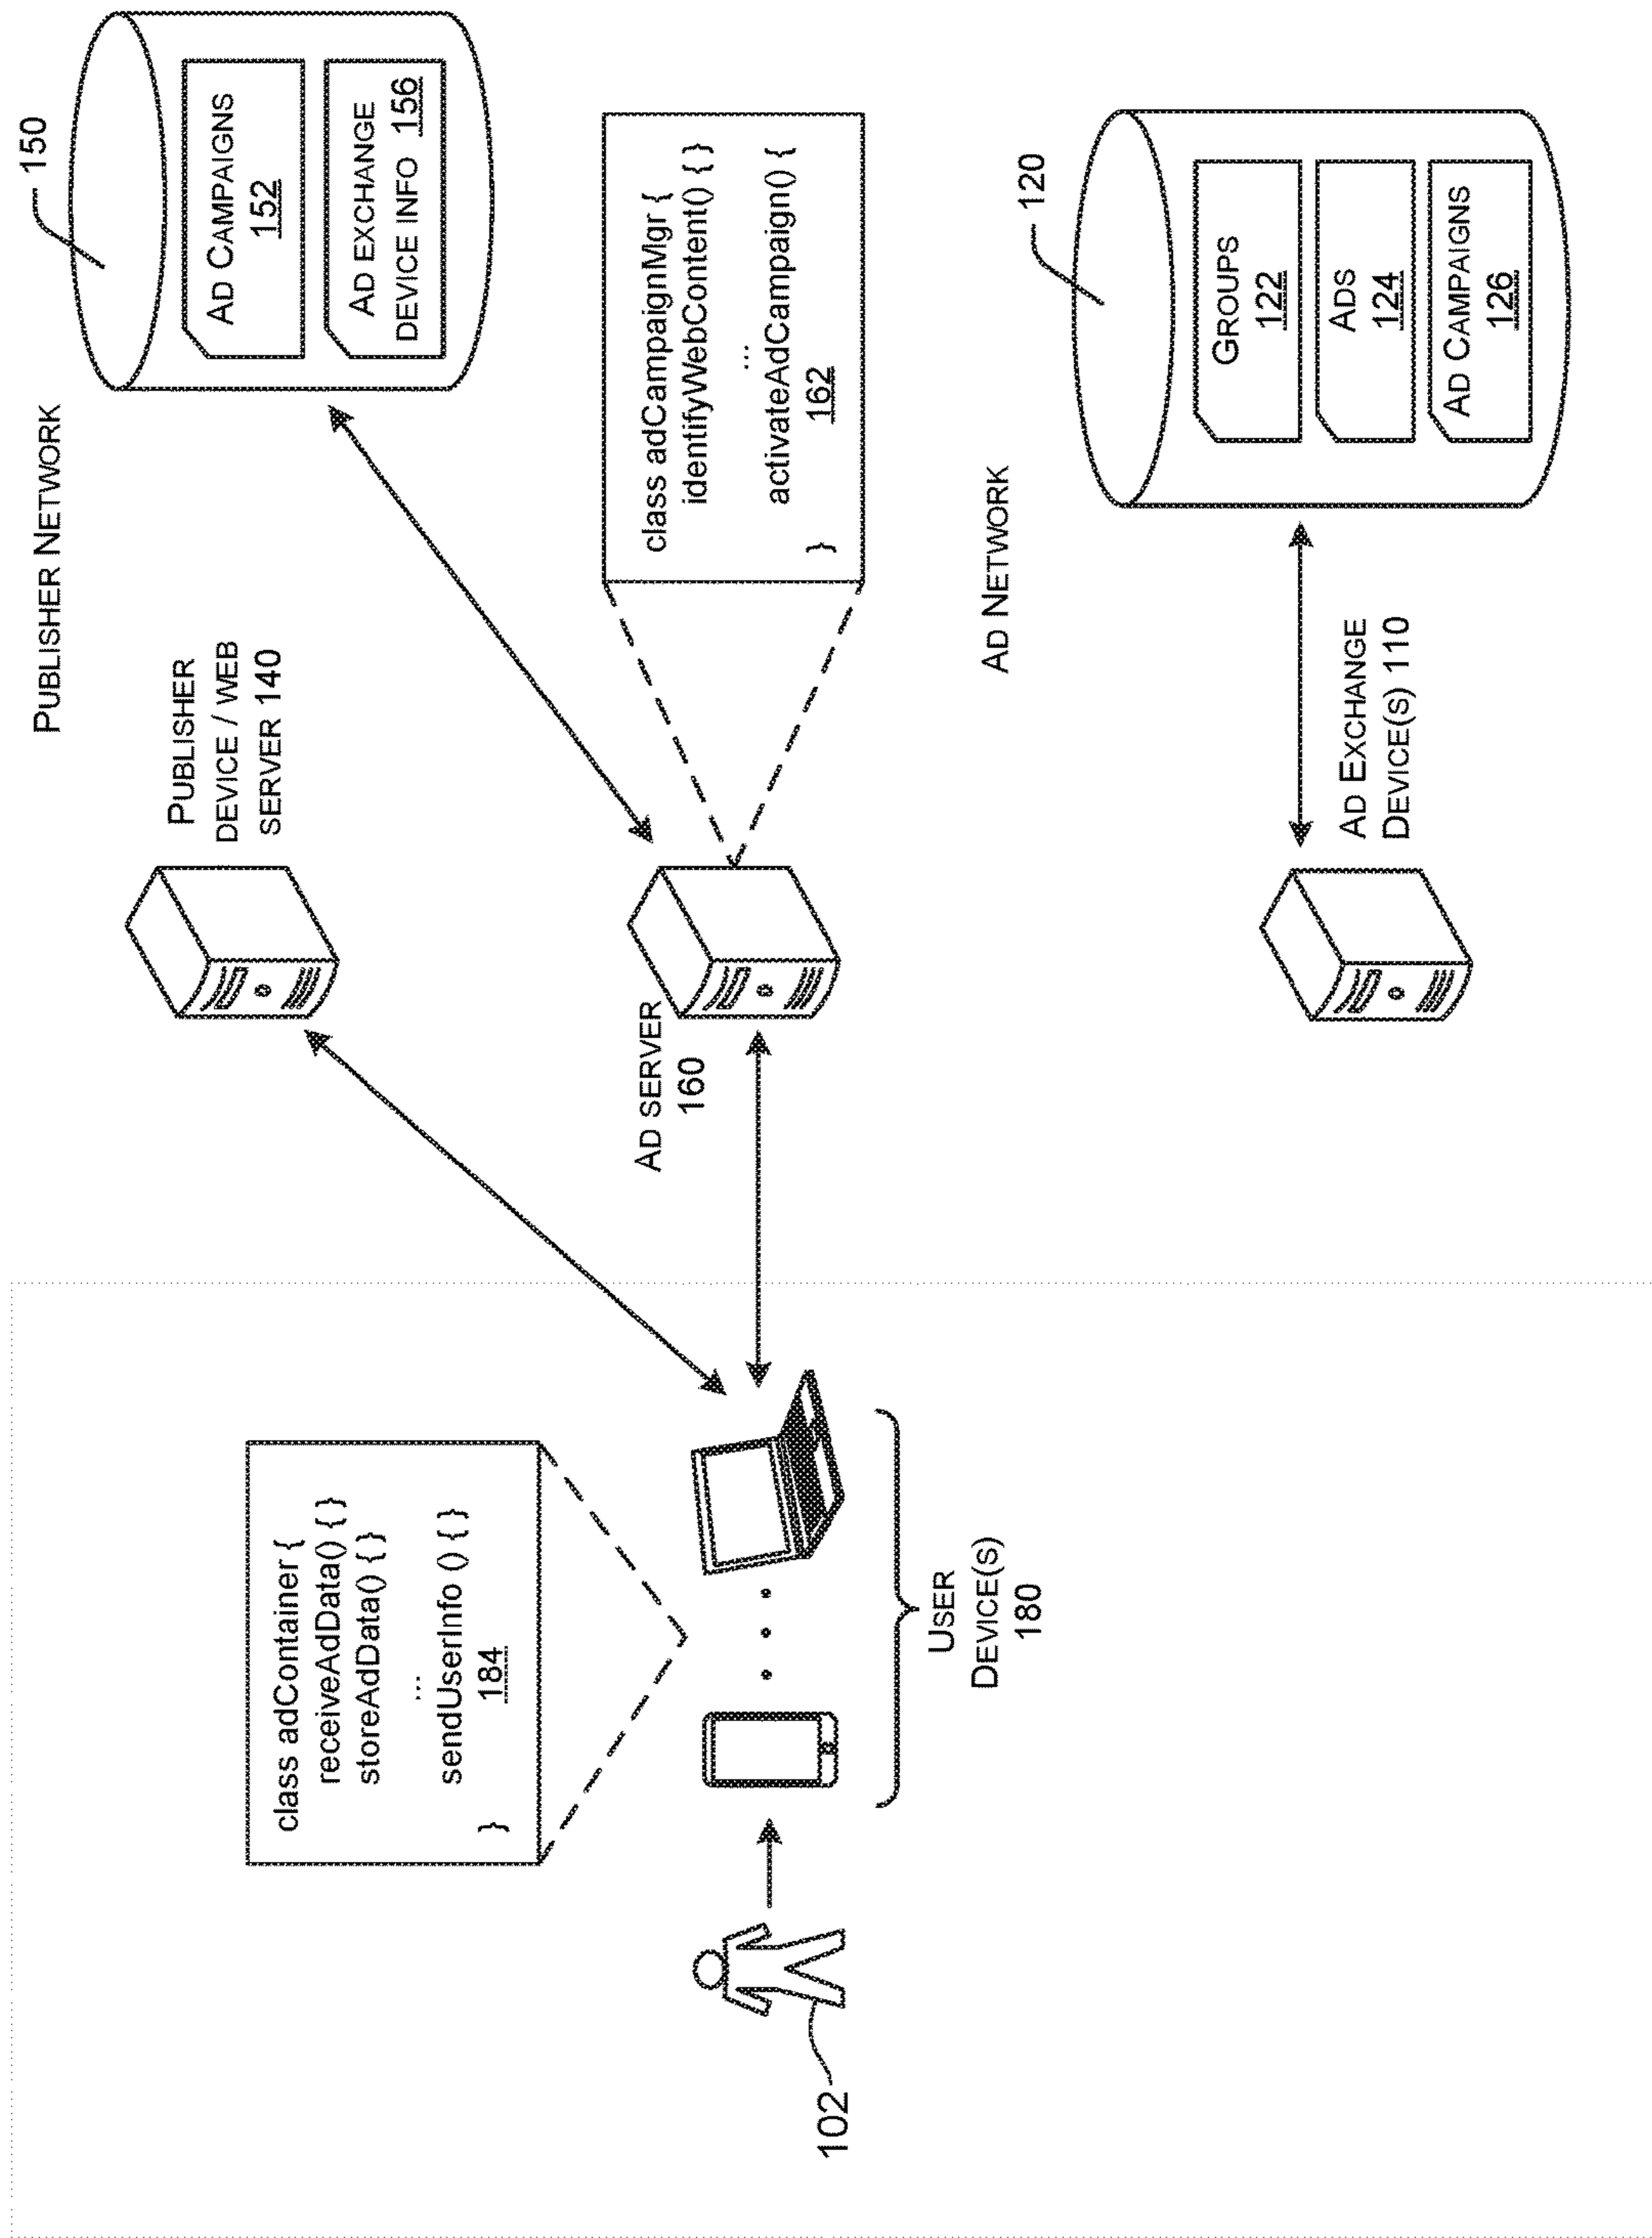 PUBLISHER NETWORK
150
AD CAMPAIGNS
152
AD EXCHANGE
DEVICE INFO 156
PUBLISHER
DEVICE / WEB
SERVER 140
class adContainer {
receiveAdData() { }
storeAdData() { }
...
sendUserInfo () { }
184
}
class adCampaignMgr {
identifyWebContent() { }
...
activateAdCampaign() {
162
}
AD SERVER
160
102
USER
DEVICE(S)
180
AD NETWORK
120
GROUPS
122
ADS
124
AD CAMPAIGNS
126
AD EXCHANGE
DEVICE(S) 110